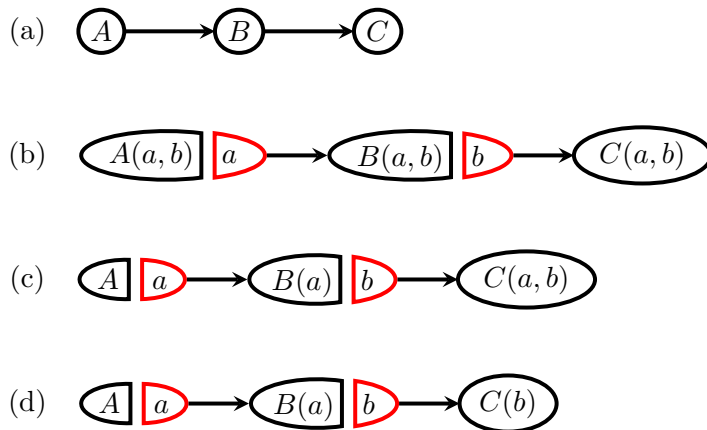 (a) A B C
(b) A(a, b) a B(a, b) b C(a, b)
(c) A a B(a) b C(a, b)
(d) A a B(a) b C(b)